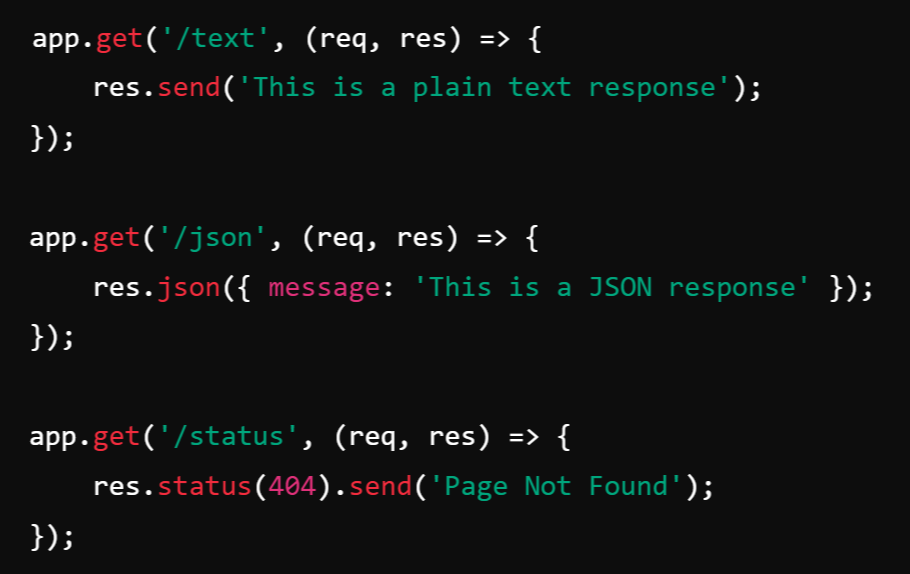 app.get('/text', (req, res) => {
    res.send('This is a plain text response');
});

app.get('/json', (req, res) => {
    res.json({ message: 'This is a JSON response' });
});

app.get('/status', (req, res) => {
    res.status(404).send('Page Not Found');
});